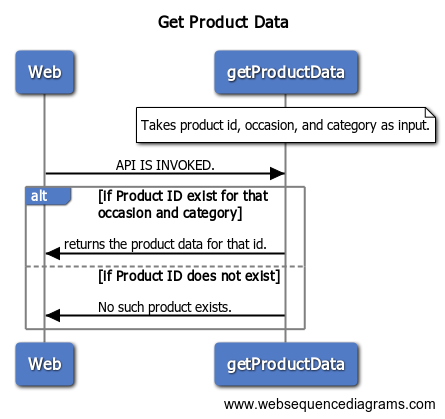 Get Product Data
Web
getProductData
Takes product id, occasion, and category as input.
API IS INVOKED.
alt
[If Product ID exist for that
occasion and category]
returns the product data for that id.
[If Product ID does not exist]
No such product exists.
Web
getProductData
www.websequencediagrams.com